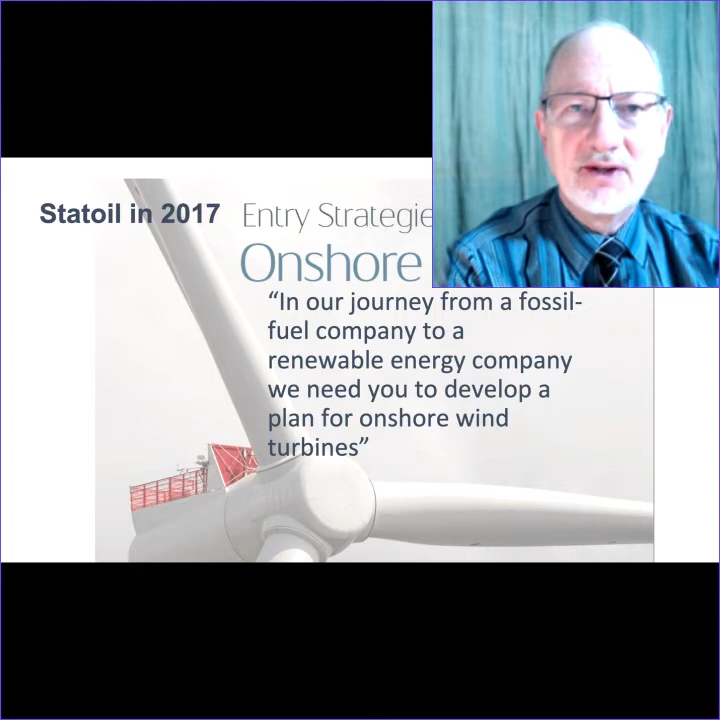 Statoil in 2017
Entry Strategie
Onshore
“In our journey from a fossil-
fuel company to a
renewable energy company
we need you to develop a
plan for onshore wind
turbines”